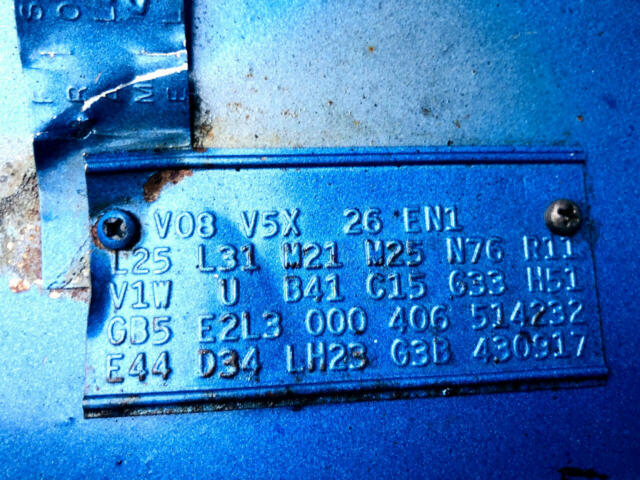 V08 V5X 26 EN1
L25 L31 M21 M25 N76 R11
V1W U B41 C15 G33 H51
GB5 E2L3 000 406 514232
E44 D34 LH23 G3B 430917